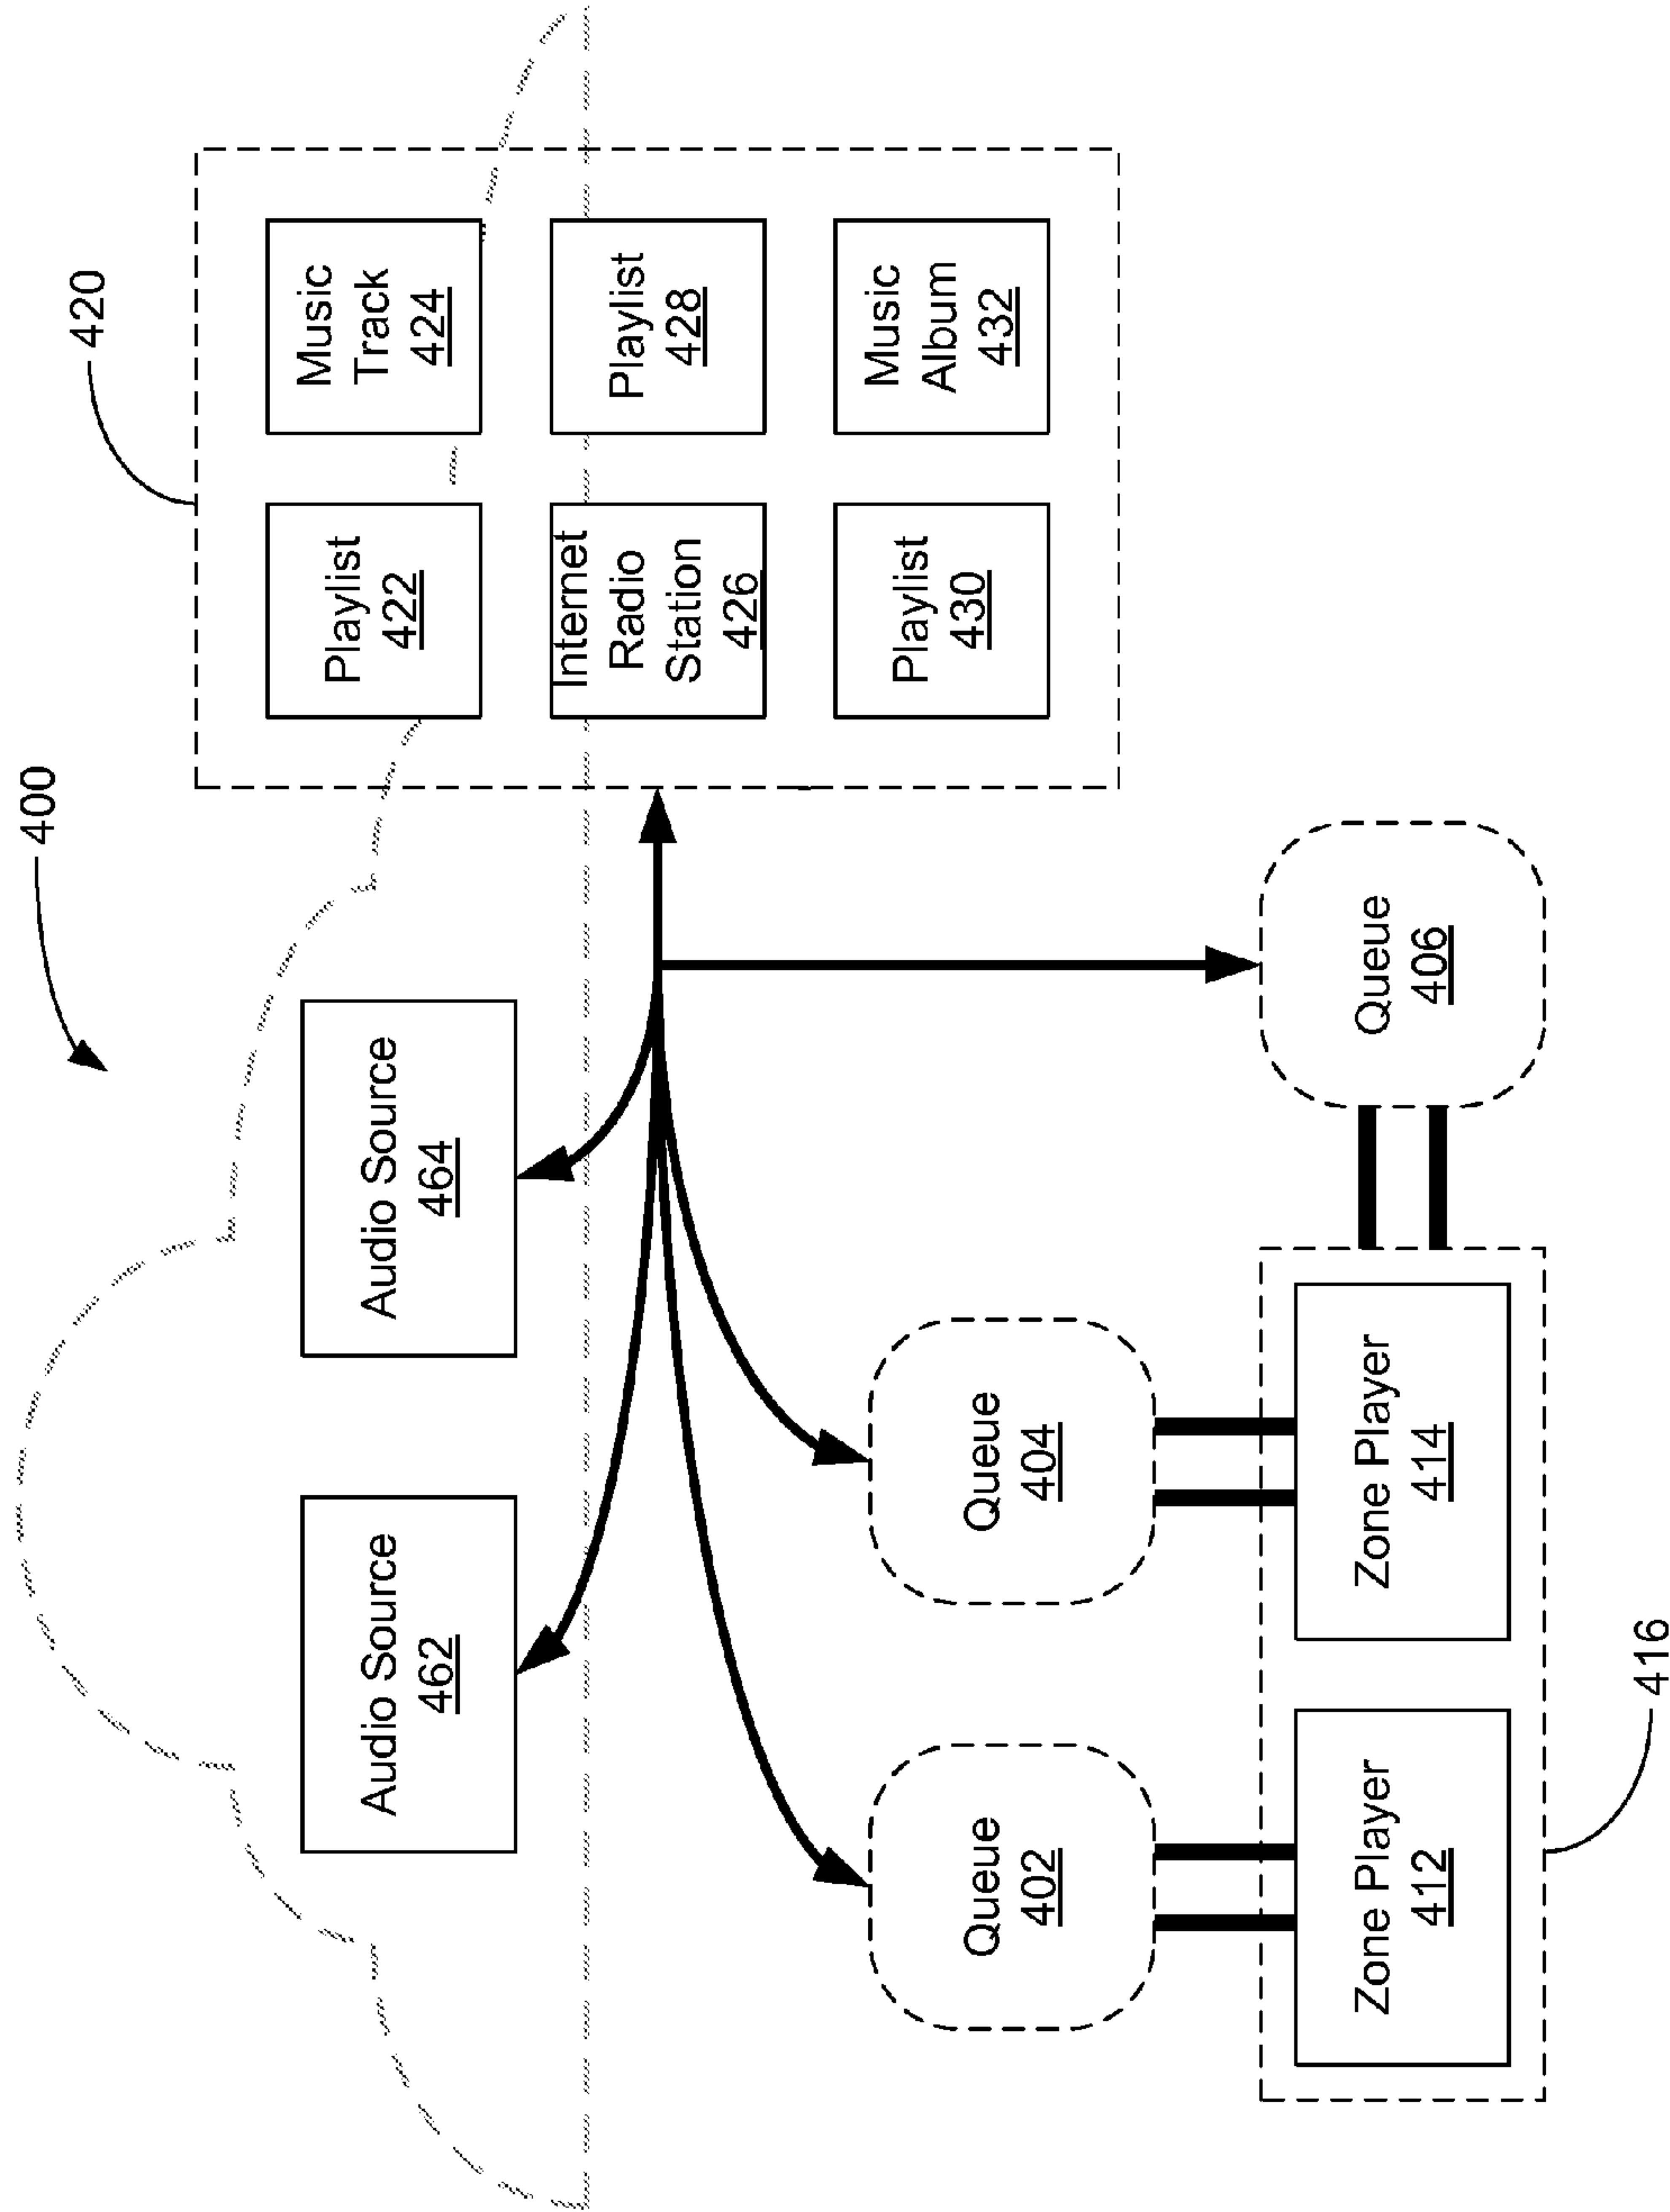 400
420
Audio Source
462
Audio Source
464
Playlist
422
Music
Track
424
Internet
Radio
Station
426
Playlist
428
Playlist
430
Music
Album
432
Queue
402
Queue
404
Queue
406
Zone Player
412
Zone Player
414
416